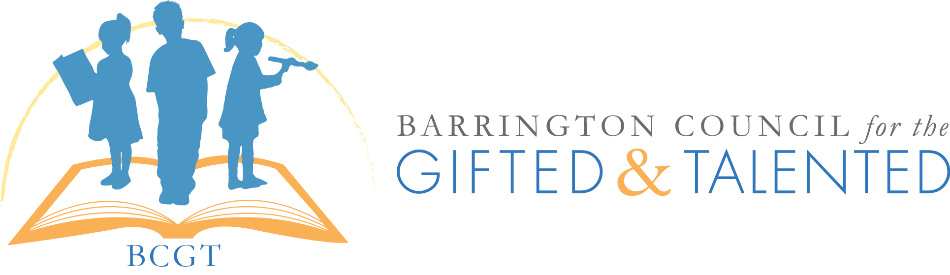 BARRINGTON COUNCIL for the
GIFTED & TALENTED
BCGT